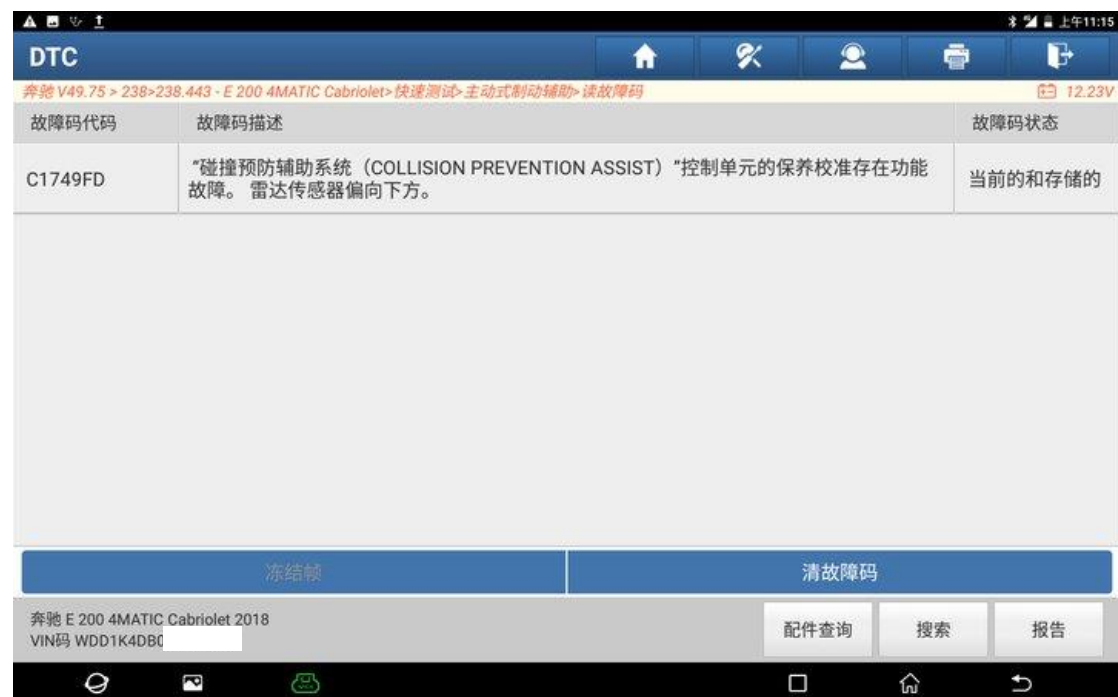 上午11:15
DTC
奔驰 V49.75 > 238>238.443 - E 200 4MATIC Cabriolet>快速测试>主动式制动辅助>读故障码
12.23V
故障码代码 故障码描述 故障码状态
C1749FD
“碰撞预防辅助系统（COLLISION PREVENTION ASSIST）”控制单元的保养校准存在功能
故障。 雷达传感器偏向下方。
当前的和存储的
冻结帧 清故障码
奔驰 E 200 4MATIC Cabriolet 2018
VIN码 WDD1K4DB0
配件查询 搜索 报告